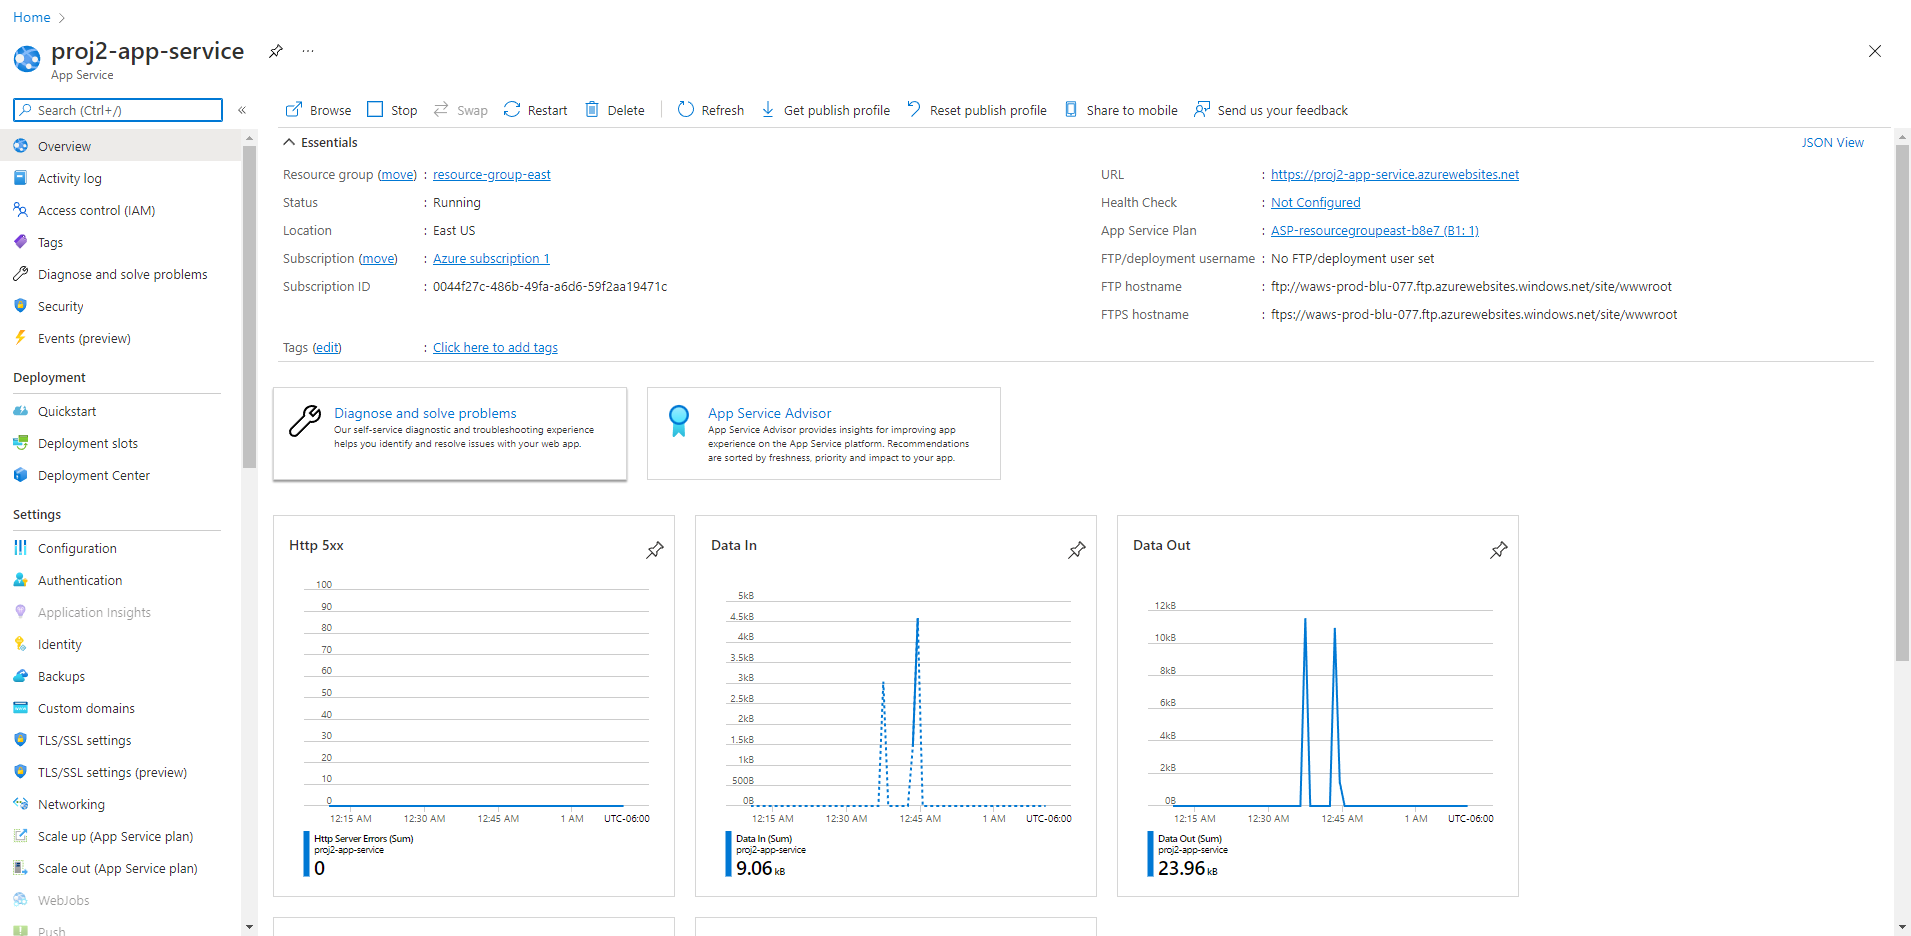 Home
proj2-app-service
App Service
Search (Ctrl+/)
Overview
Activity log
Access control (IAM)
Tags
Diagnose and solve problems
Security
Events (preview)
Deployment
Quickstart
Deployment slots
Deployment Center
Settings
Configuration
Authentication
Application Insights
Identity
Backups
Custom domains
TLS/SSL settings
TLS/SSL settings (preview)
Networking
Scale up (App Service plan)
Scale out (App Service plan)
WebJobs
Push
Browse Stop Swap Restart Delete Refresh Get publish profile Reset publish profile Share to mobile Send us your feedback
Essentials
JSON View
Resource group (move) : resource-group-east
Status : Running
Location : East US
Subscription (move) : Azure subscription 1
Subscription ID : 0044f27c-486b-49fa-a6d6-59f2aa19471c
Tags (edit) : Click here to add tags
URL : https://proj2-app-service.azurewebsites.net
Health Check : Not Configured
App Service Plan : ASP-resourcegroupeast-b8e7 (B1: 1)
FTP/deployment username : No FTP/deployment user set
FTP hostname : ftp://waws-prod-blu-077.ftp.azurewebsites.windows.net/site/wwwroot
FTPS hostname : ftps://waws-prod-blu-077.ftp.azurewebsites.windows.net/site/wwwroot
Diagnose and solve problems
Our self-service diagnostic and troubleshooting experience
helps you identify and resolve issues with your web app.
App Service Advisor
App Service Advisor provides insights for improving app
experience on the App Service platform. Recommendations
are sorted by freshness, priority and impact to your app.
Http 5xx
100
90
80
70
60
50
40
30
20
10
0
12:15 AM 12:30 AM 12:45 AM 1 AM UTC-06:00
Http Server Errors (Sum)
proj2-app-service
0
Data In
5kB
4.5kB
4kB
3.5kB
3kB
2.5kB
2kB
1.5kB
1kB
500B
0B
12:15 AM 12:30 AM 12:45 AM 1 AM UTC-06:00
Data In (Sum)
proj2-app-service
9.06 kB
Data Out
12kB
10kB
8kB
6kB
4kB
2kB
0B
12:15 AM 12:30 AM 12:45 AM 1 AM UTC-06:00
Data Out (Sum)
proj2-app-service
23.96 kB